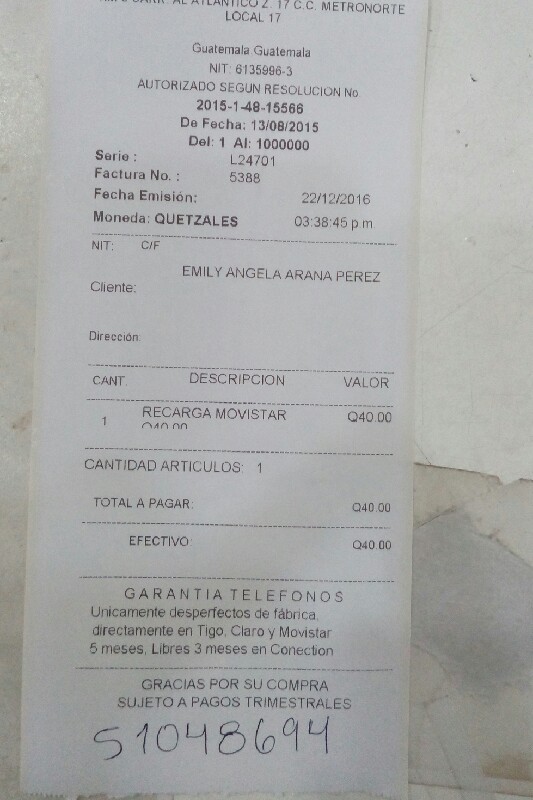 CARR. AL ATLANTICO Z. 17 C.C. METRONORTE
LOCAL 17
Guatemala Guatemala
NIT: 6135996-3
AUTORIZADO SEGUN RESOLUCION No.
2015-1-48-15566
De Fecha: 13/08/2015
Del: 1 Al: 1000000
Serie : L24701
Factura No. : 5388
Fecha Emisión: 22/12/2016
Moneda: QUETZALES 03:38:45 p.m
NIT: C/F
EMILY ANGELA ARANA PEREZ
Cliente:
Dirección:
CANT. DESCRIPCION VALOR
1 RECARGA MOVISTAR Q40.00
Q40.00
CANTIDAD ARTICULOS: 1
TOTAL A PAGAR: Q40.00
EFECTIVO: Q40.00
GARANTIA TELEFONOS
Unicamente desperfectos de fábrica,
directamente en Tigo, Claro y Movistar
5 meses, Libres 3 meses en Conection
GRACIAS POR SU COMPRA
SUJETO A PAGOS TRIMESTRALES
51048694